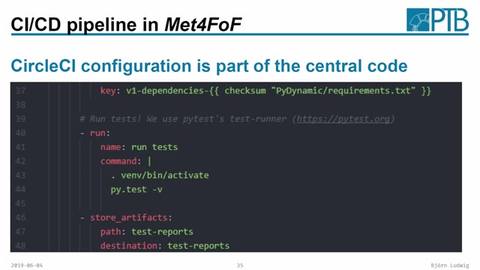 CI/CD pipeline in Met4FoF
PTB
CircleCI configuration is part of the central code
37 key: v1-dependencies-{{ checksum "PyDynamic/requirements.txt" }}
38
39 # Run tests! We use pytest's test-runner (https://pytest.org)
40 - run:
41 name: run tests
42 command: |
43 . venv/bin/activate
44 py.test -v
45
46 - store_artifacts:
47 path: test-reports
48 destination: test-reports
2019-06-04 35 Björn Ludwig